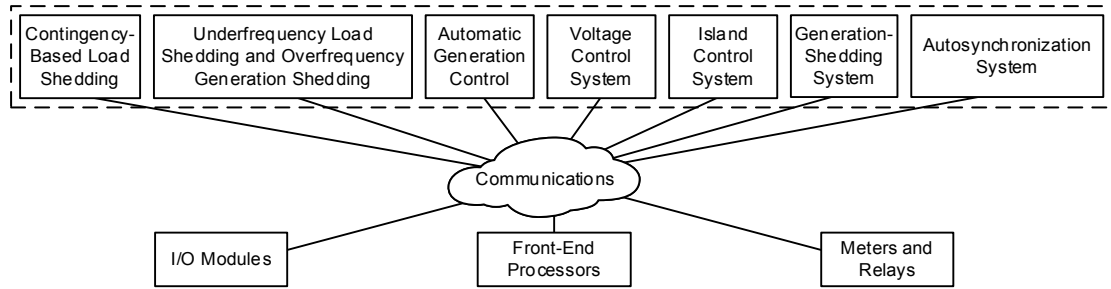 Contingency-
Based Load
Shedding
Underfrequency Load
Shedding and Overfrequency
Generation Shedding
Automatic
Generation
Control
Voltage
Control
System
Island
Control
System
Generation-
Shedding
System
Autosynchronization
System
Communications
I/O Modules
Front-End
Processors
Meters and
Relays